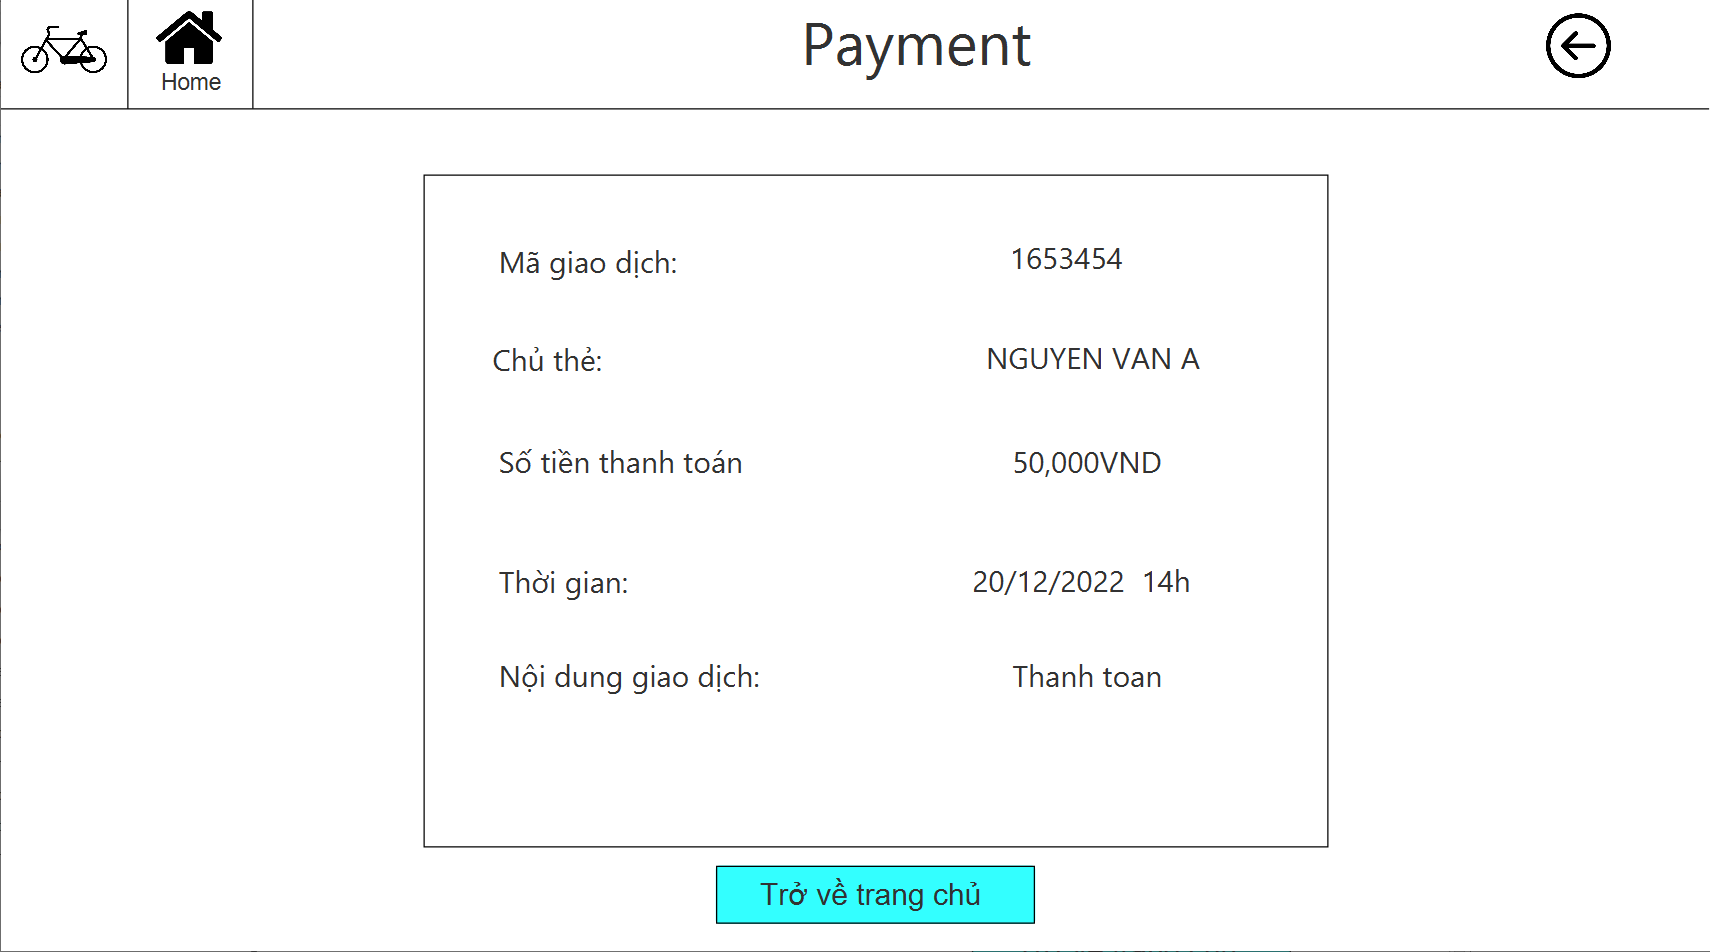 Payment
Home
Mã giao dịch: 1653454
Chủ thẻ: NGUYEN VAN A
Số tiền thanh toán 50,000VND
Thời gian: 20/12/2022 14h
Nội dung giao dịch: Thanh toan
Trở về trang chủ